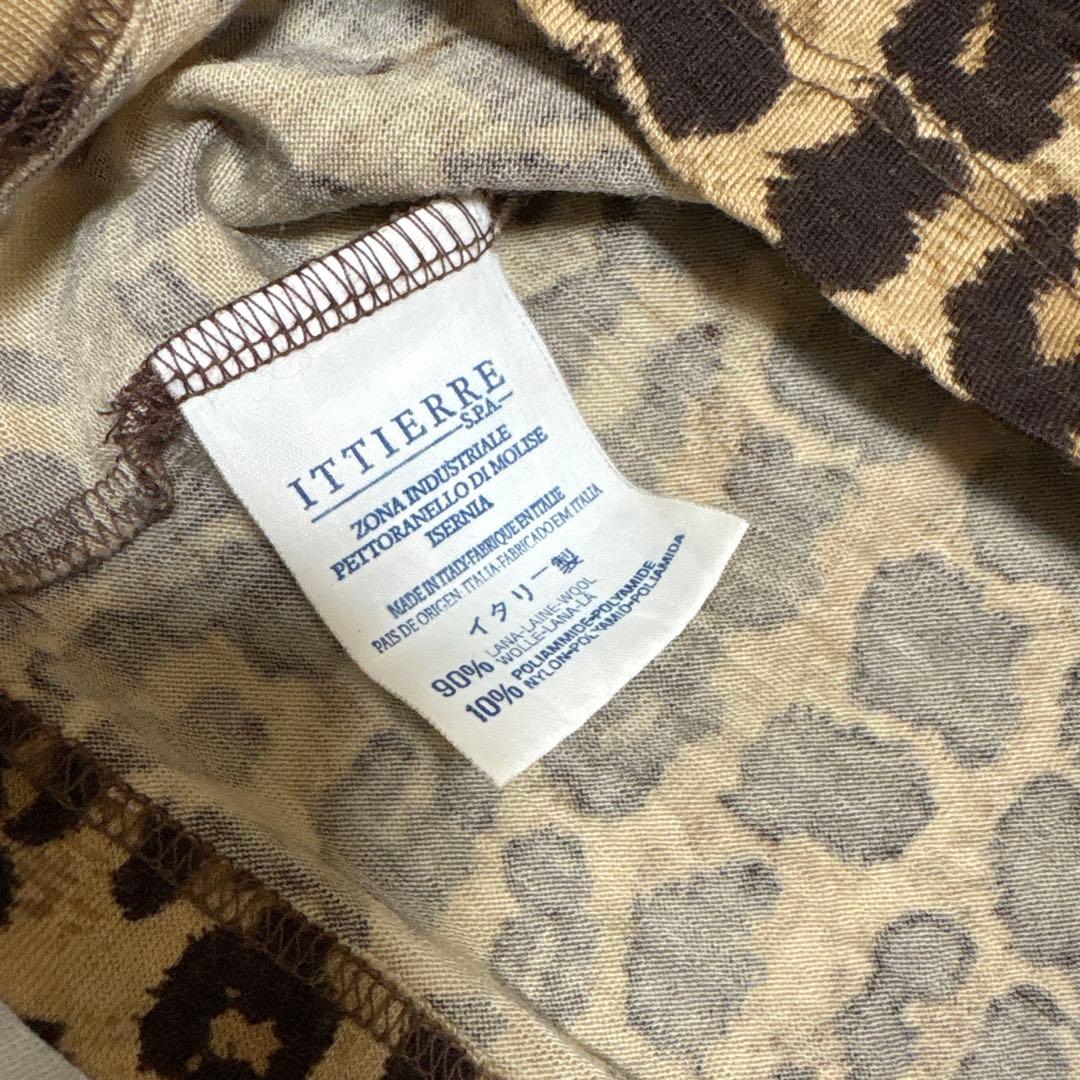 ITTIERRE
S.P.A.
ZONA INDUSTRIALE
PETTORANELLO DI MOLISE
ISERNIA
MADE IN ITALY-FABRIQUE EN ITALIE
PAIS DE ORIGEN: ITALIA-FABRICADO EM ITALIA
イタリー製
90% LANA-LAINE-WOOL
WOLLE-LANA-LÃ
10% POLIAMMIDE-POLYAMIDE
NYLON-POLYAMID-POLIAMIDA